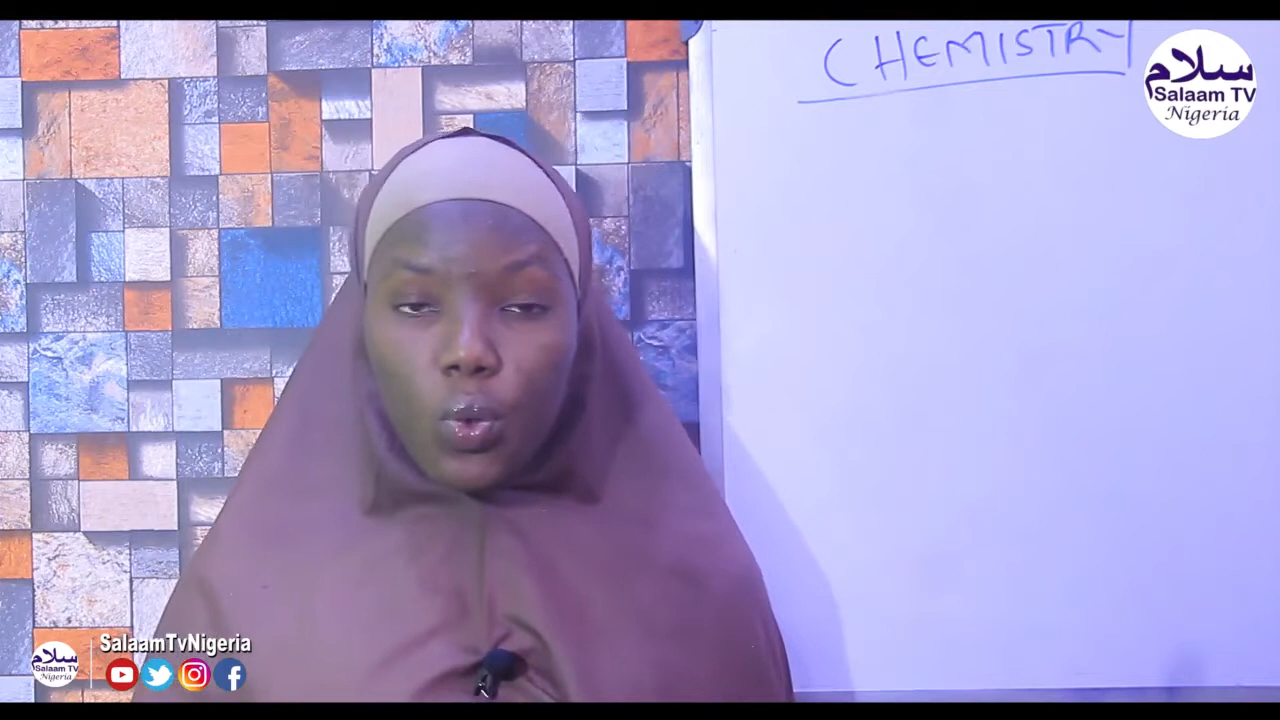 CHEMISTRY
سلام
Salaam TV
Nigeria
سلام
Salaam TV
Nigeria
SalaamTvNigeria